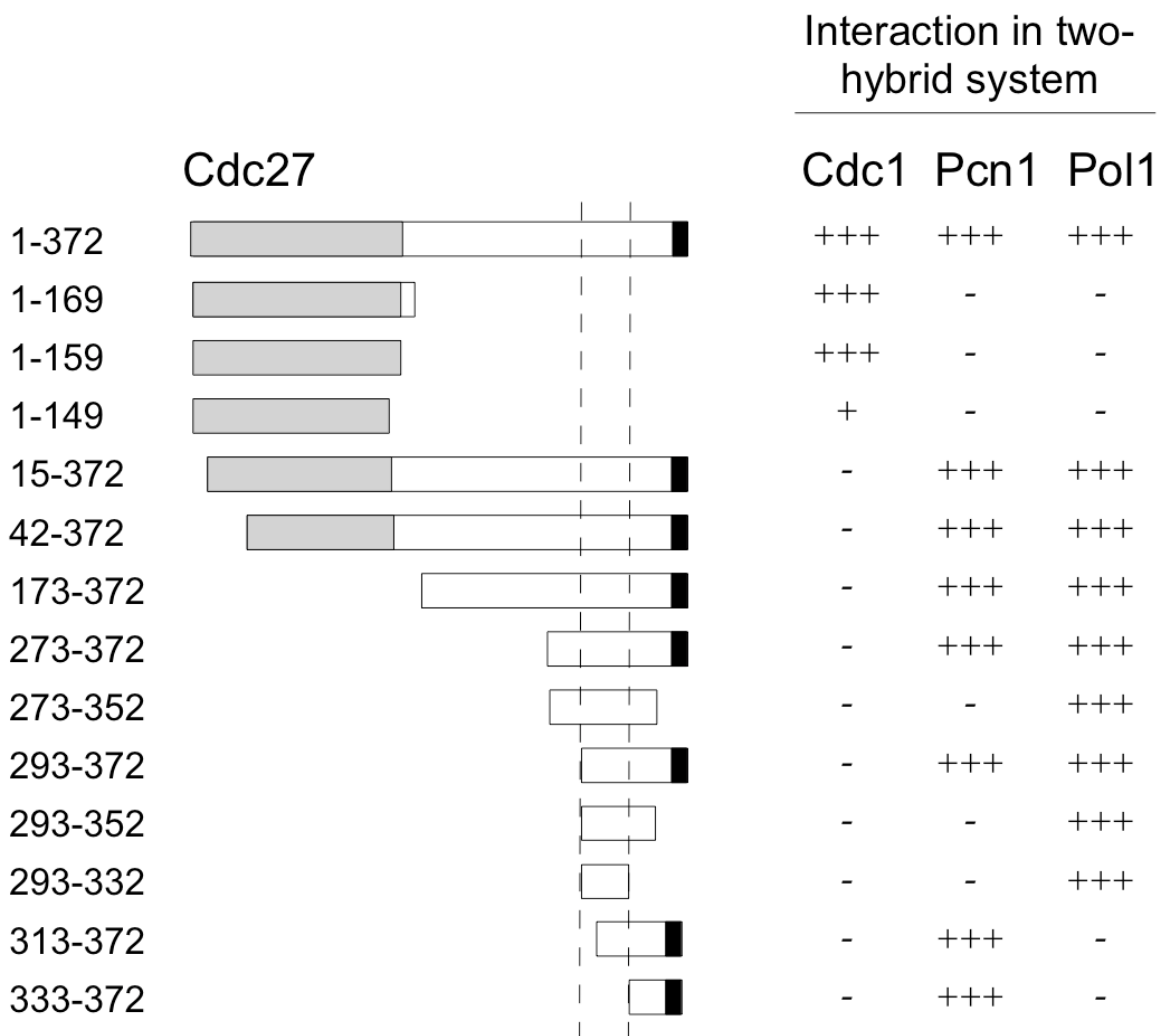 Interaction in two-
hybrid system
Cdc27 Cdc1 Pcn1 Pol1
1-372 +++ +++ +++
1-169 +++ - -
1-159 +++ - -
1-149 + - -
15-372 - +++ +++
42-372 - +++ +++
173-372 - +++ +++
273-372 - +++ +++
273-352 - - +++
293-372 - +++ +++
293-352 - - +++
293-332 - - +++
313-372 - +++ -
333-372 - +++ -